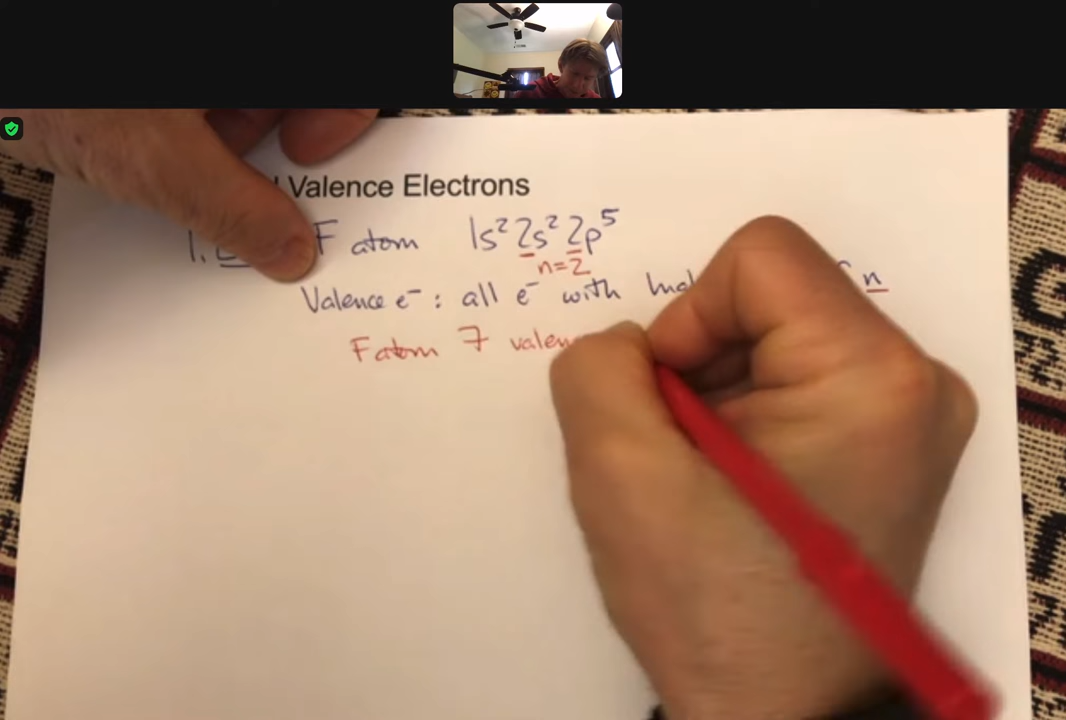 Valence Electrons
1. F atom 1s² 2s² 2p⁵
n=2
Valence e⁻ : all e⁻ with n
F atom 7